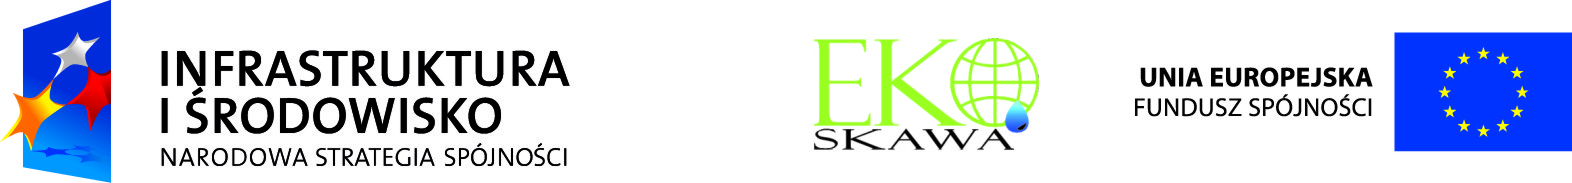 INFRASTRUKTURA
I ŚRODOWISKO
NARODOWA STRATEGIA SPÓJNOŚCI
EKO
SKAWA
UNIA EUROPEJSKA
FUNDUSZ SPÓJNOŚCI